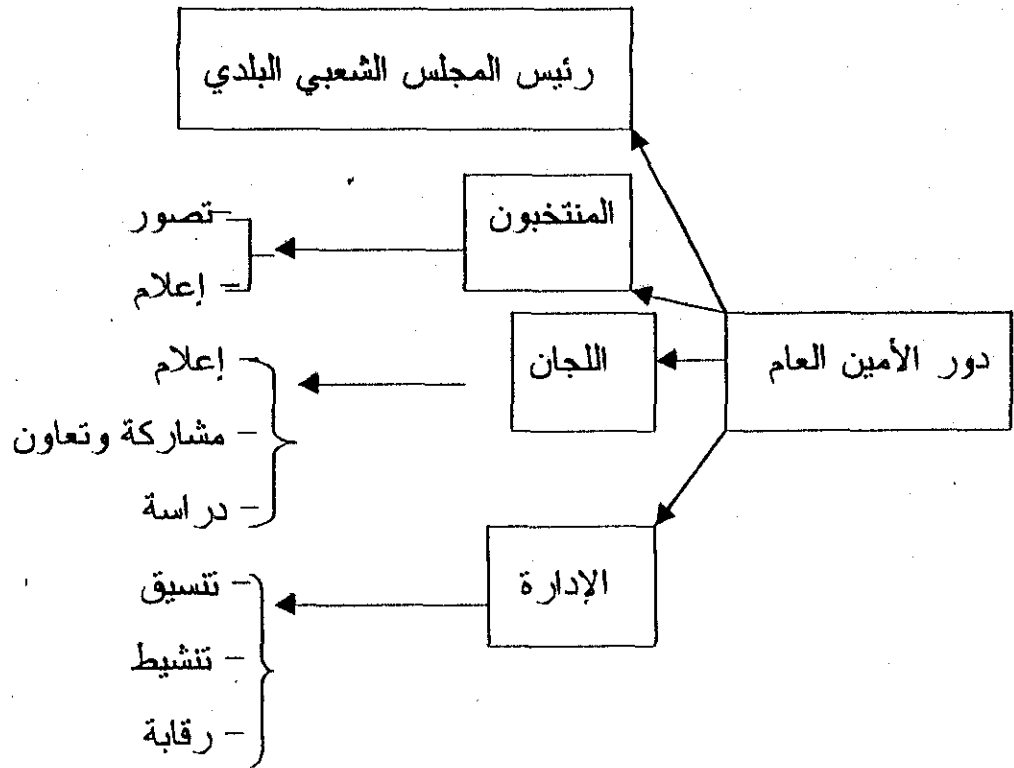 رئيس المجلس الشعبي البلدي
المنتخبون
- تصور
- إعلام
دور الأمين العام
اللجان
- إعلام
- مشاركة وتعاون
- دراسة
الإدارة
- تنسيق
- تنشيط
- رقابة